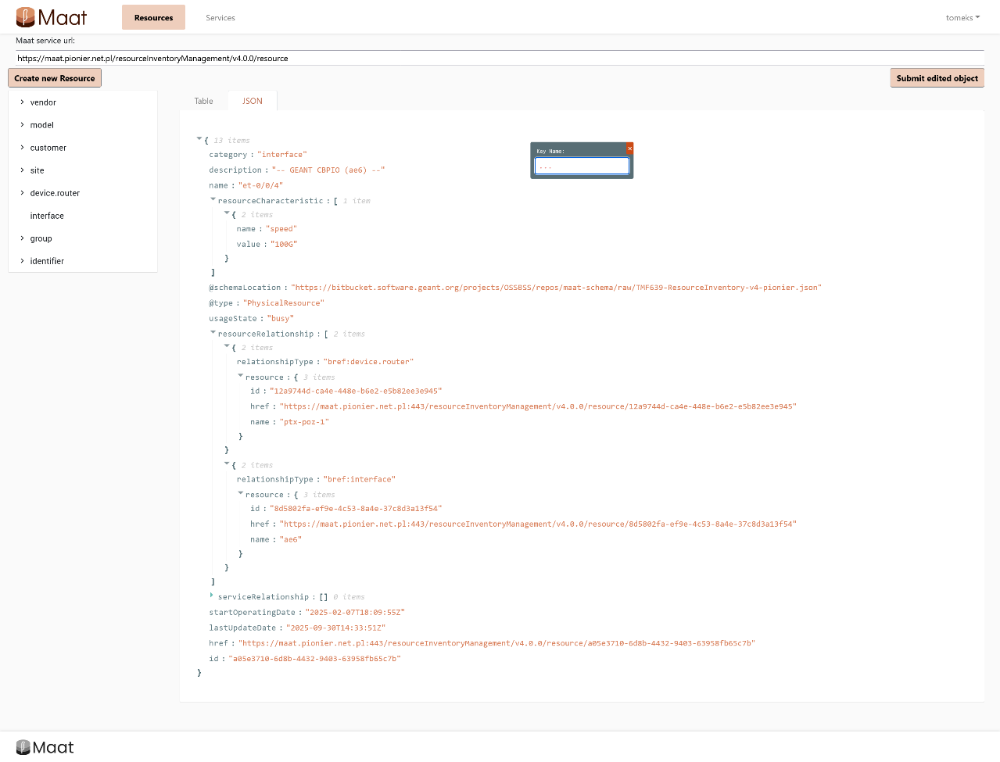 Maat
Resources
Services
tomeks
Maat service url:
https://maat.pionier.net.pl/resourceInventoryManagement/v4.0.0/resource
Create new Resource
Submit edited object
vendor
model
customer
site
device.router
interface
group
identifier
Table
JSON
{ 13 items
category : "interface"
description : "-- GEANT CBPIO (ae6) --"
name : "et-0/0/4"
resourceCharacteristic : [ 1 item
{ 2 items
name : "speed"
value : "100G"
}
]
@schemaLocation : "https://bitbucket.software.geant.org/projects/OSSBSS/repos/maat-schema/raw/TMF639-ResourceInventory-v4-pionier.json"
@type : "PhysicalResource"
usageState : "busy"
resourceRelationship : [ 2 items
{ 2 items
relationshipType : "bref:device.router"
resource : { 3 items
id : "12a9744d-ca4e-448e-b6e2-e5b82ee3e945"
href : "https://maat.pionier.net.pl:443/resourceInventoryManagement/v4.0.0/resource/12a9744d-ca4e-448e-b6e2-e5b82ee3e945"
name : "ptx-poz-1"
}
}
{ 2 items
relationshipType : "bref:interface"
resource : { 3 items
id : "8d5802fa-ef9e-4c53-8a4e-37c8d3a13f54"
href : "https://maat.pionier.net.pl:443/resourceInventoryManagement/v4.0.0/resource/8d5802fa-ef9e-4c53-8a4e-37c8d3a13f54"
name : "ae6"
}
}
]
serviceRelationship : [] 0 items
startOperatingDate : "2025-02-07T18:09:55Z"
lastUpdateDate : "2025-09-30T14:33:51Z"
href : "https://maat.pionier.net.pl:443/resourceInventoryManagement/v4.0.0/resource/a05e3710-6d8b-4432-9403-63958fb65c7b"
id : "a05e3710-6d8b-4432-9403-63958fb65c7b"
}
Key Name:
...
Maat